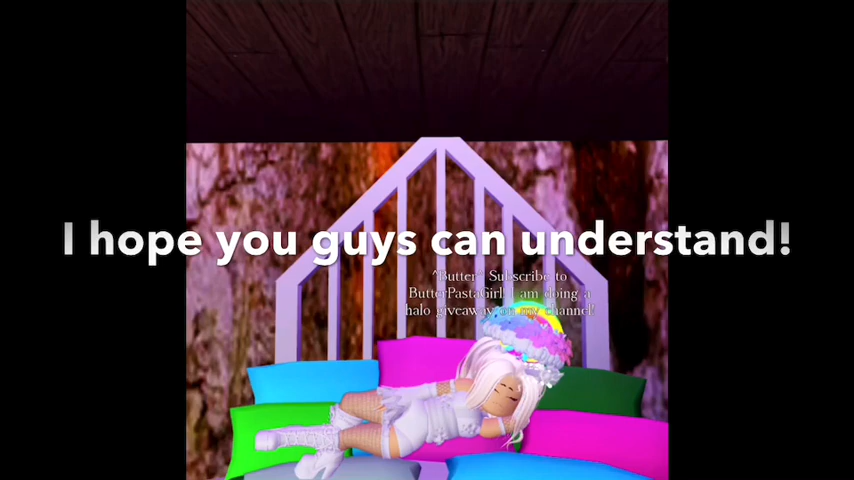 I hope you guys can understand!
^Butter^ Subscribe to
ButterPastaGirl I am doing a
halo giveaway on my channel!